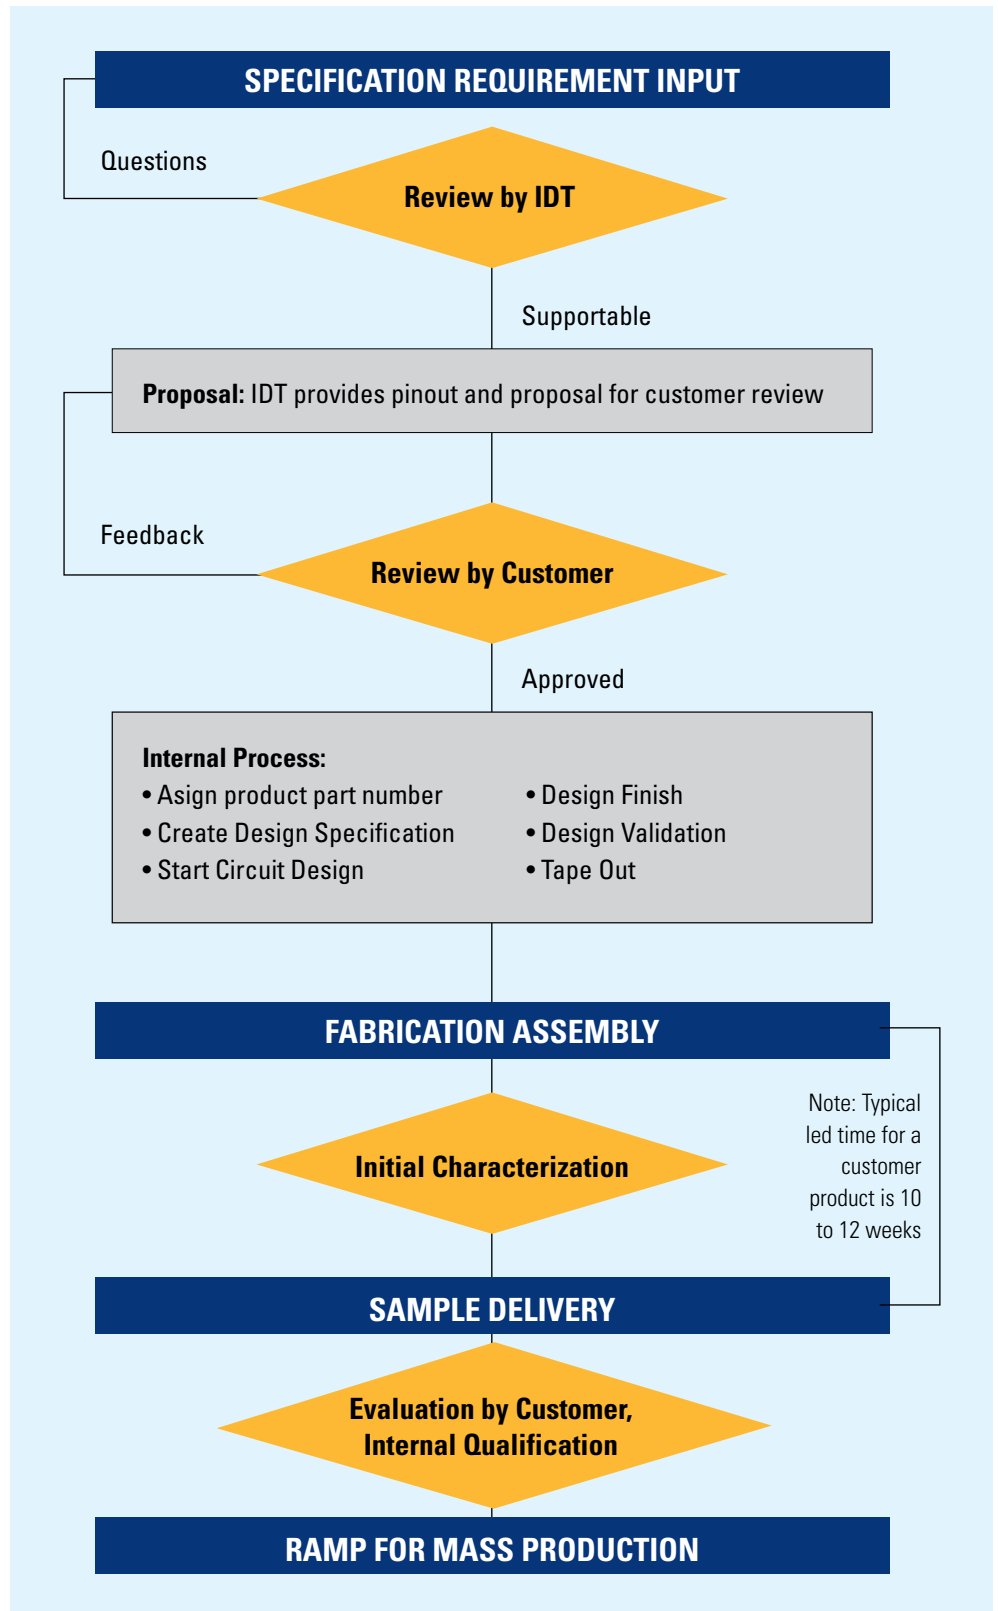 SPECIFICATION REQUIREMENT INPUT
Questions
Review by IDT
Supportable
Proposal: IDT provides pinout and proposal for customer review
Feedback
Review by Customer
Approved
Internal Process:
• Asign product part number
• Create Design Specification
• Start Circuit Design
• Design Finish
• Design Validation
• Tape Out
FABRICATION ASSEMBLY
Initial Characterization
Note: Typical
led time for a
customer
product is 10
to 12 weeks
SAMPLE DELIVERY
Evaluation by Customer,
Internal Qualification
RAMP FOR MASS PRODUCTION